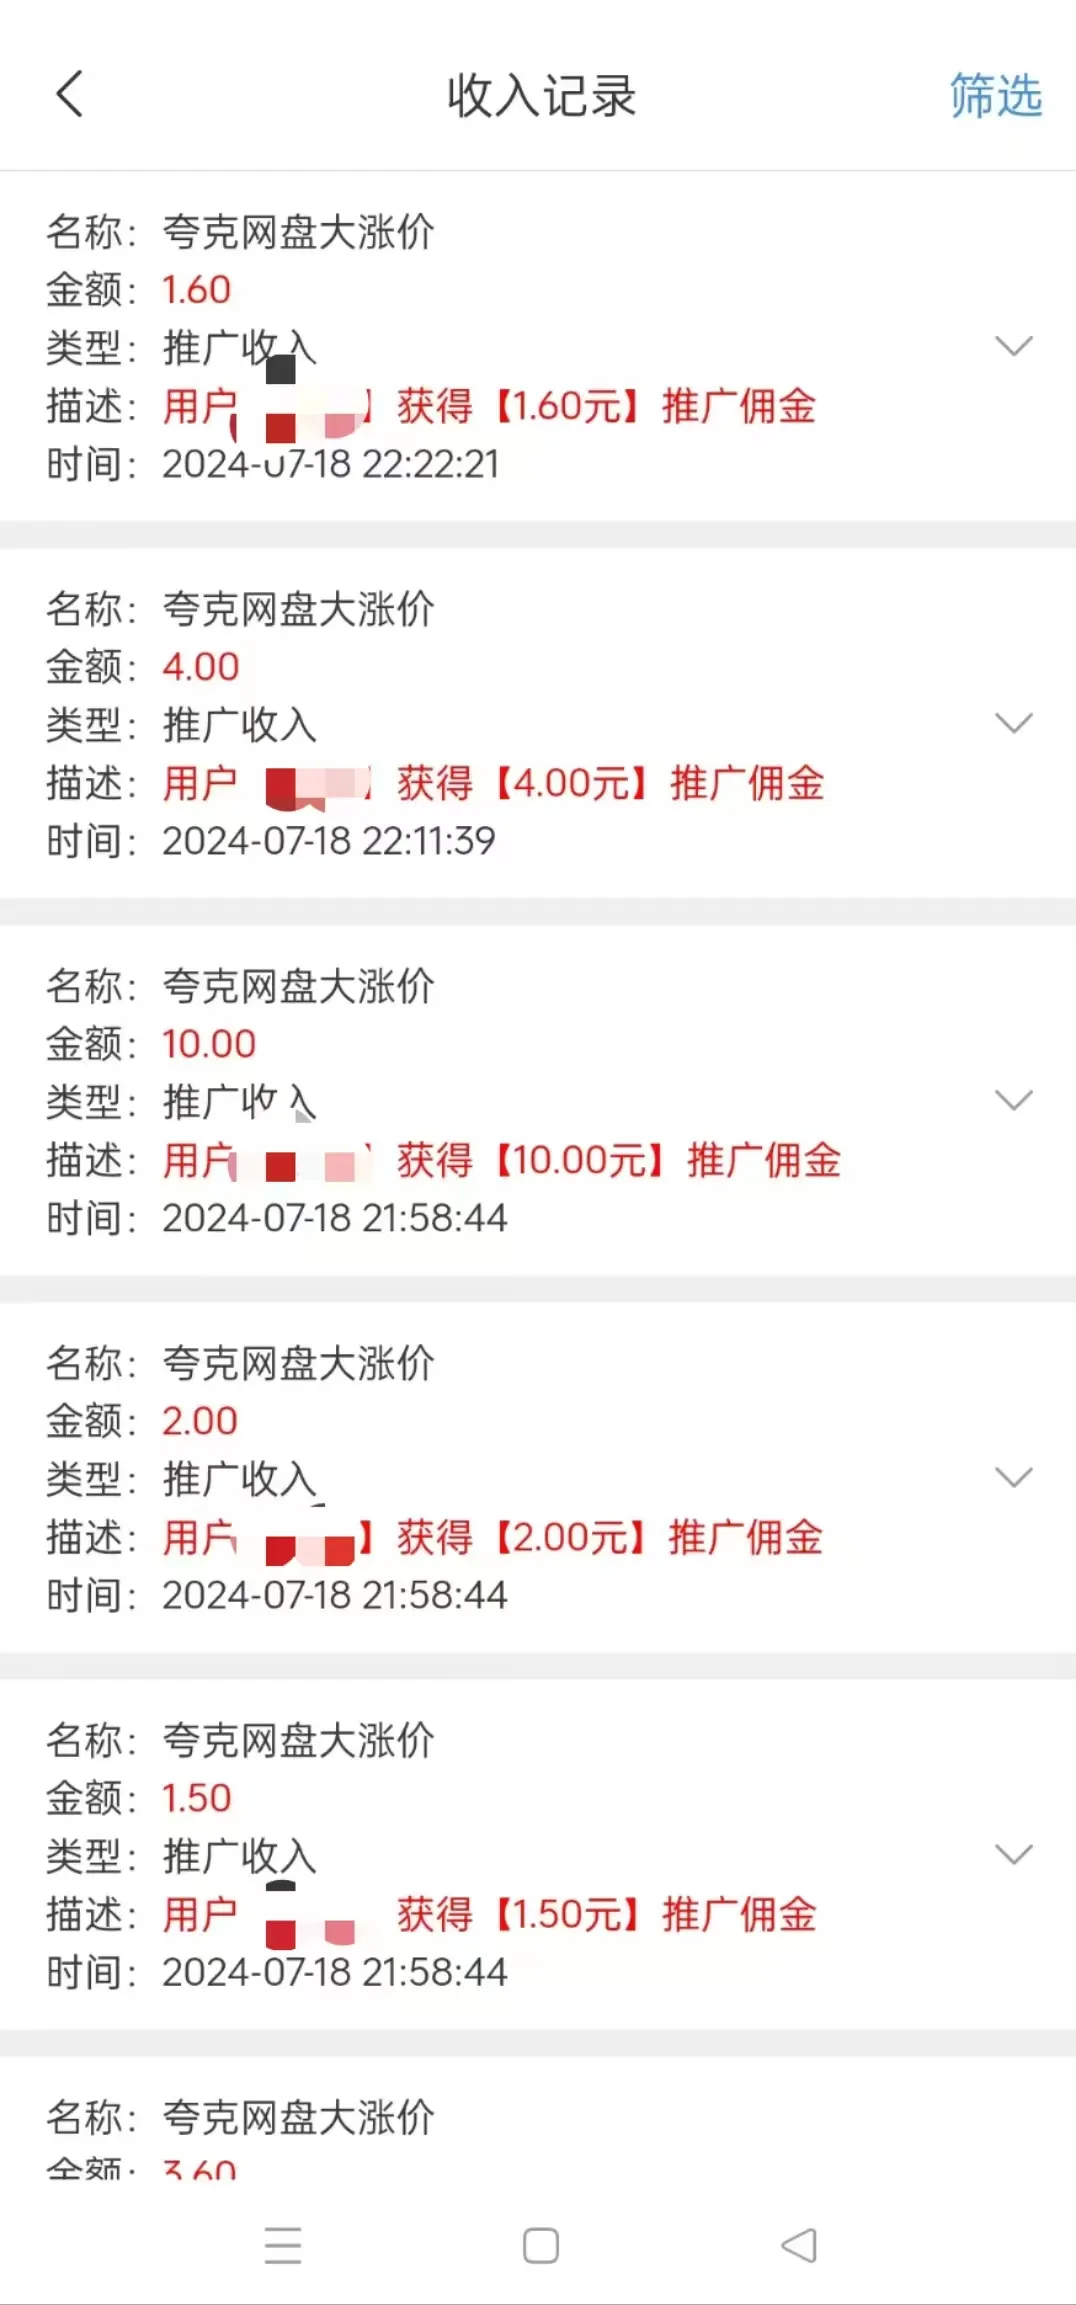 收入记录
筛选
名称：夸克网盘大涨价
金额：1.60
类型：推广收入
描述：用户 】获得【1.60元】推广佣金
时间：2024-07-18 22:22:21
名称：夸克网盘大涨价
金额：4.00
类型：推广收入
描述：用户 】获得【4.00元】推广佣金
时间：2024-07-18 22:11:39
名称：夸克网盘大涨价
金额：10.00
类型：推广收入
描述：用户 】获得【10.00元】推广佣金
时间：2024-07-18 21:58:44
名称：夸克网盘大涨价
金额：2.00
类型：推广收入
描述：用户 】获得【2.00元】推广佣金
时间：2024-07-18 21:58:44
名称：夸克网盘大涨价
金额：1.50
类型：推广收入
描述：用户 获得【1.50元】推广佣金
时间：2024-07-18 21:58:44
名称：夸克网盘大涨价
金额：3.60